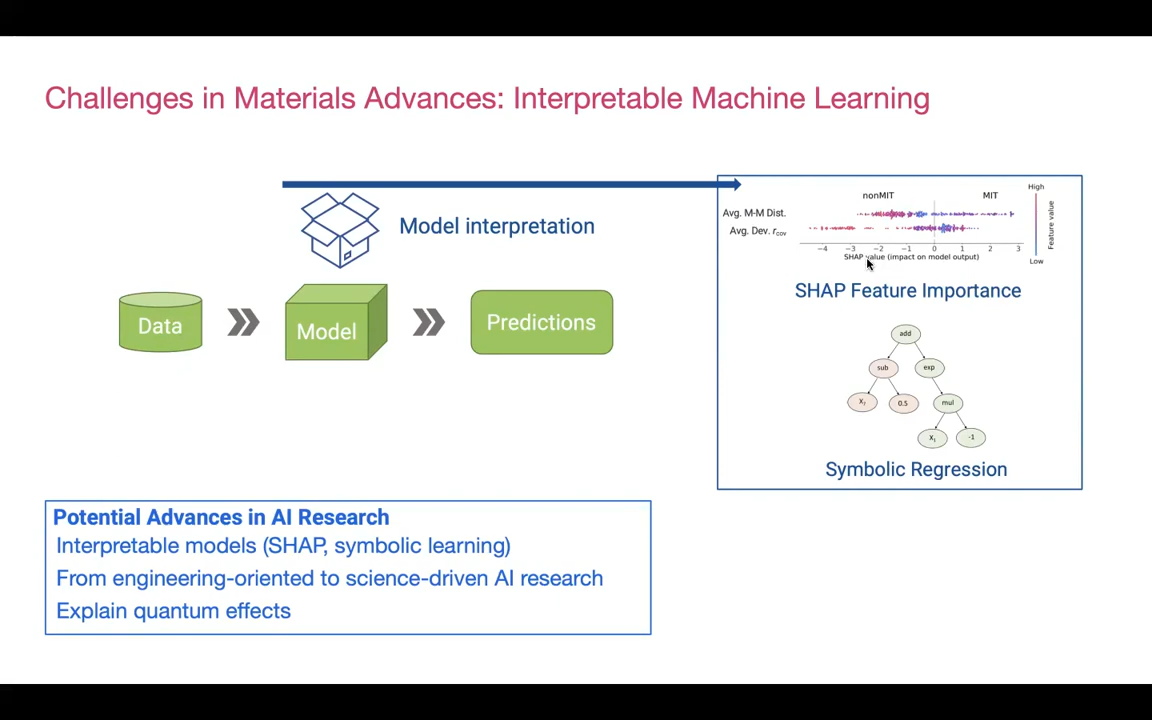 Challenges in Materials Advances: Interpretable Machine Learning
Model interpretation
Data
Model
Predictions
nonMIT MIT
High
Avg. M-M Dist.
Avg. Dev. rcov
−4 −3 −2 −1 0 1 2 3
SHAP value (impact on model output)
Low
Feature value
SHAP Feature Importance
add
sub exp
X₂ 0.5 mul
X₁ -1
Symbolic Regression
Potential Advances in AI Research
Interpretable models (SHAP, symbolic learning)
From engineering-oriented to science-driven AI research
Explain quantum effects